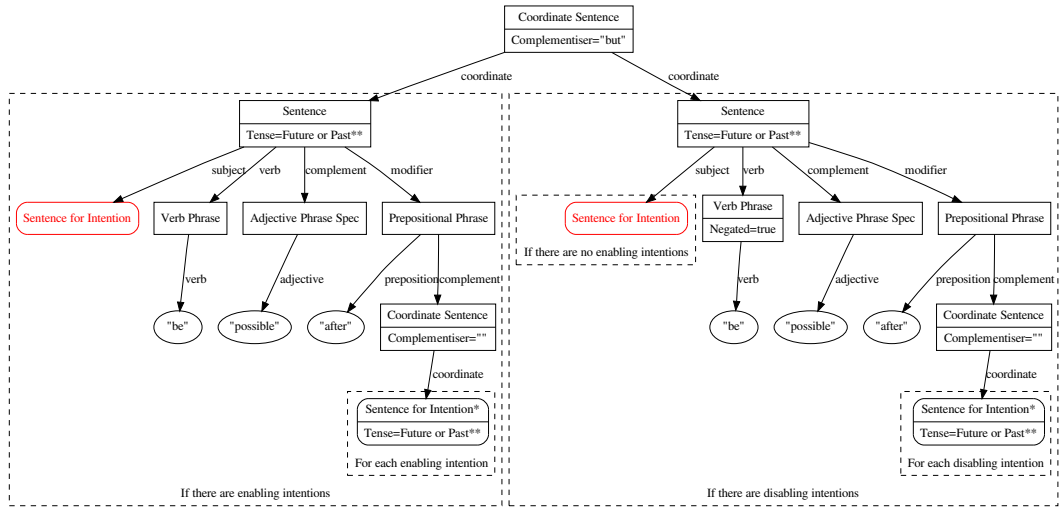 Coordinate Sentence
Complementiser="but"
coordinate
coordinate
Sentence
Tense=Future or Past**
Sentence
Tense=Future or Past**
subject
verb
complement
modifier
subject
verb
complement
modifier
Sentence for Intention
Verb Phrase
Adjective Phrase Spec
Prepositional Phrase
Sentence for Intention
If there are no enabling intentions
Verb Phrase
Negated=true
Adjective Phrase Spec
Prepositional Phrase
verb
adjective
preposition
complement
verb
adjective
preposition
complement
"be"
"possible"
"after"
Coordinate Sentence
Complementiser=""
"be"
"possible"
"after"
Coordinate Sentence
Complementiser=""
coordinate
coordinate
Sentence for Intention*
Tense=Future or Past**
For each enabling intention
Sentence for Intention*
Tense=Future or Past**
For each disabling intention
If there are enabling intentions
If there are disabling intentions